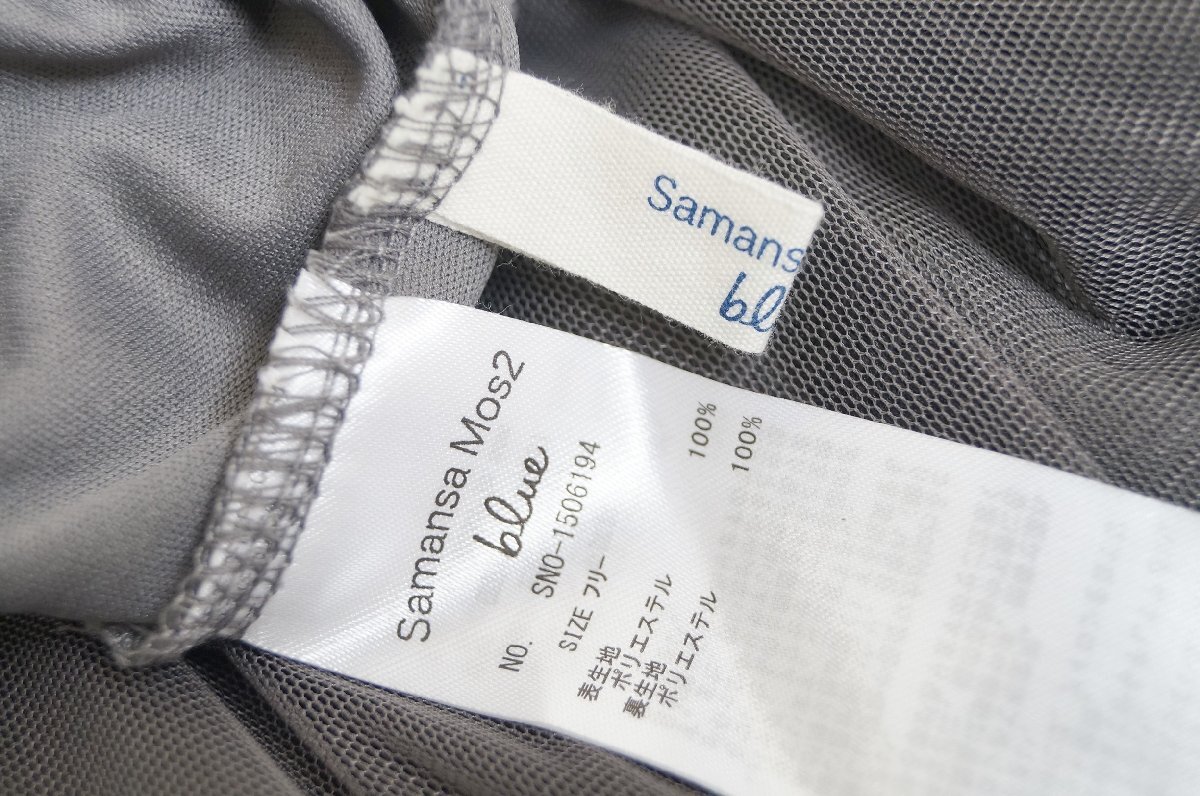 Samans
bl
Samansa Mos2
blue
NO. SNO-1506194
SIZE フリー
表生地
ポリエステル 100%
裏生地
ポリエステル 100%